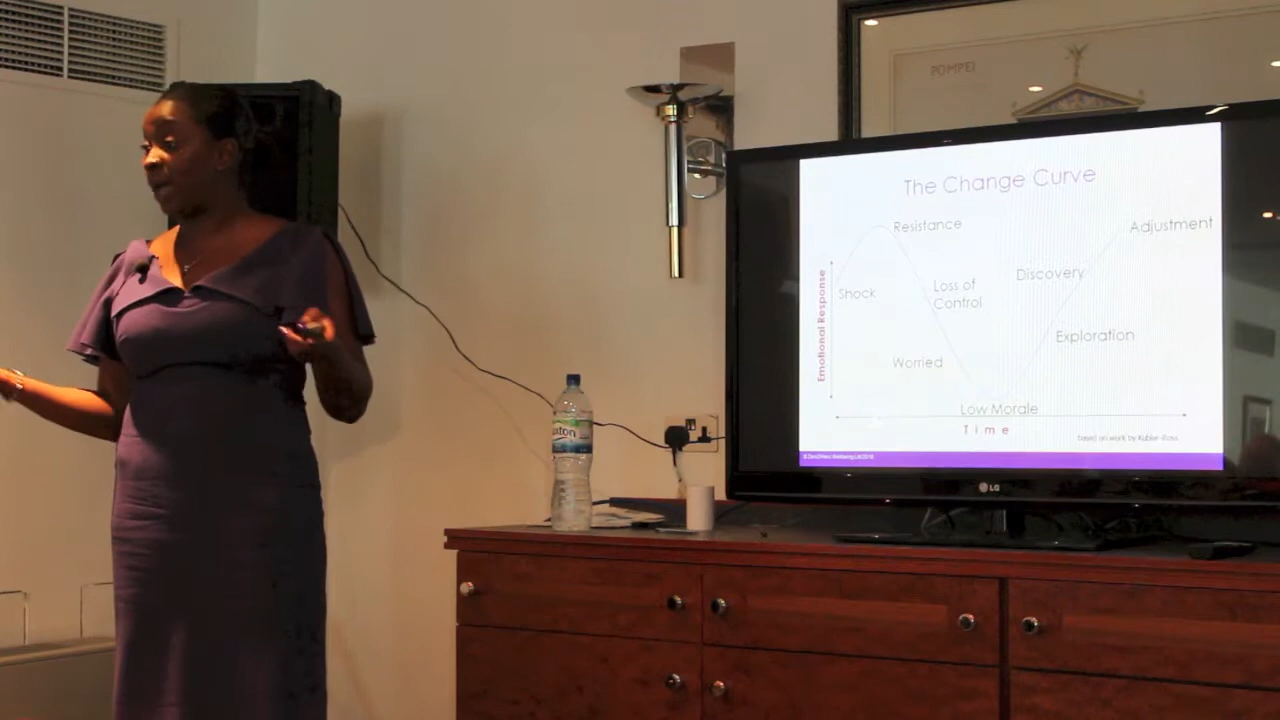 POMPEI
The Change Curve
Resistance
Adjustment
Discovery
Shock
Loss of
Control
Emotional Response
Exploration
Worried
Low Morale
Time
based on work by Kubler-Ross
LG